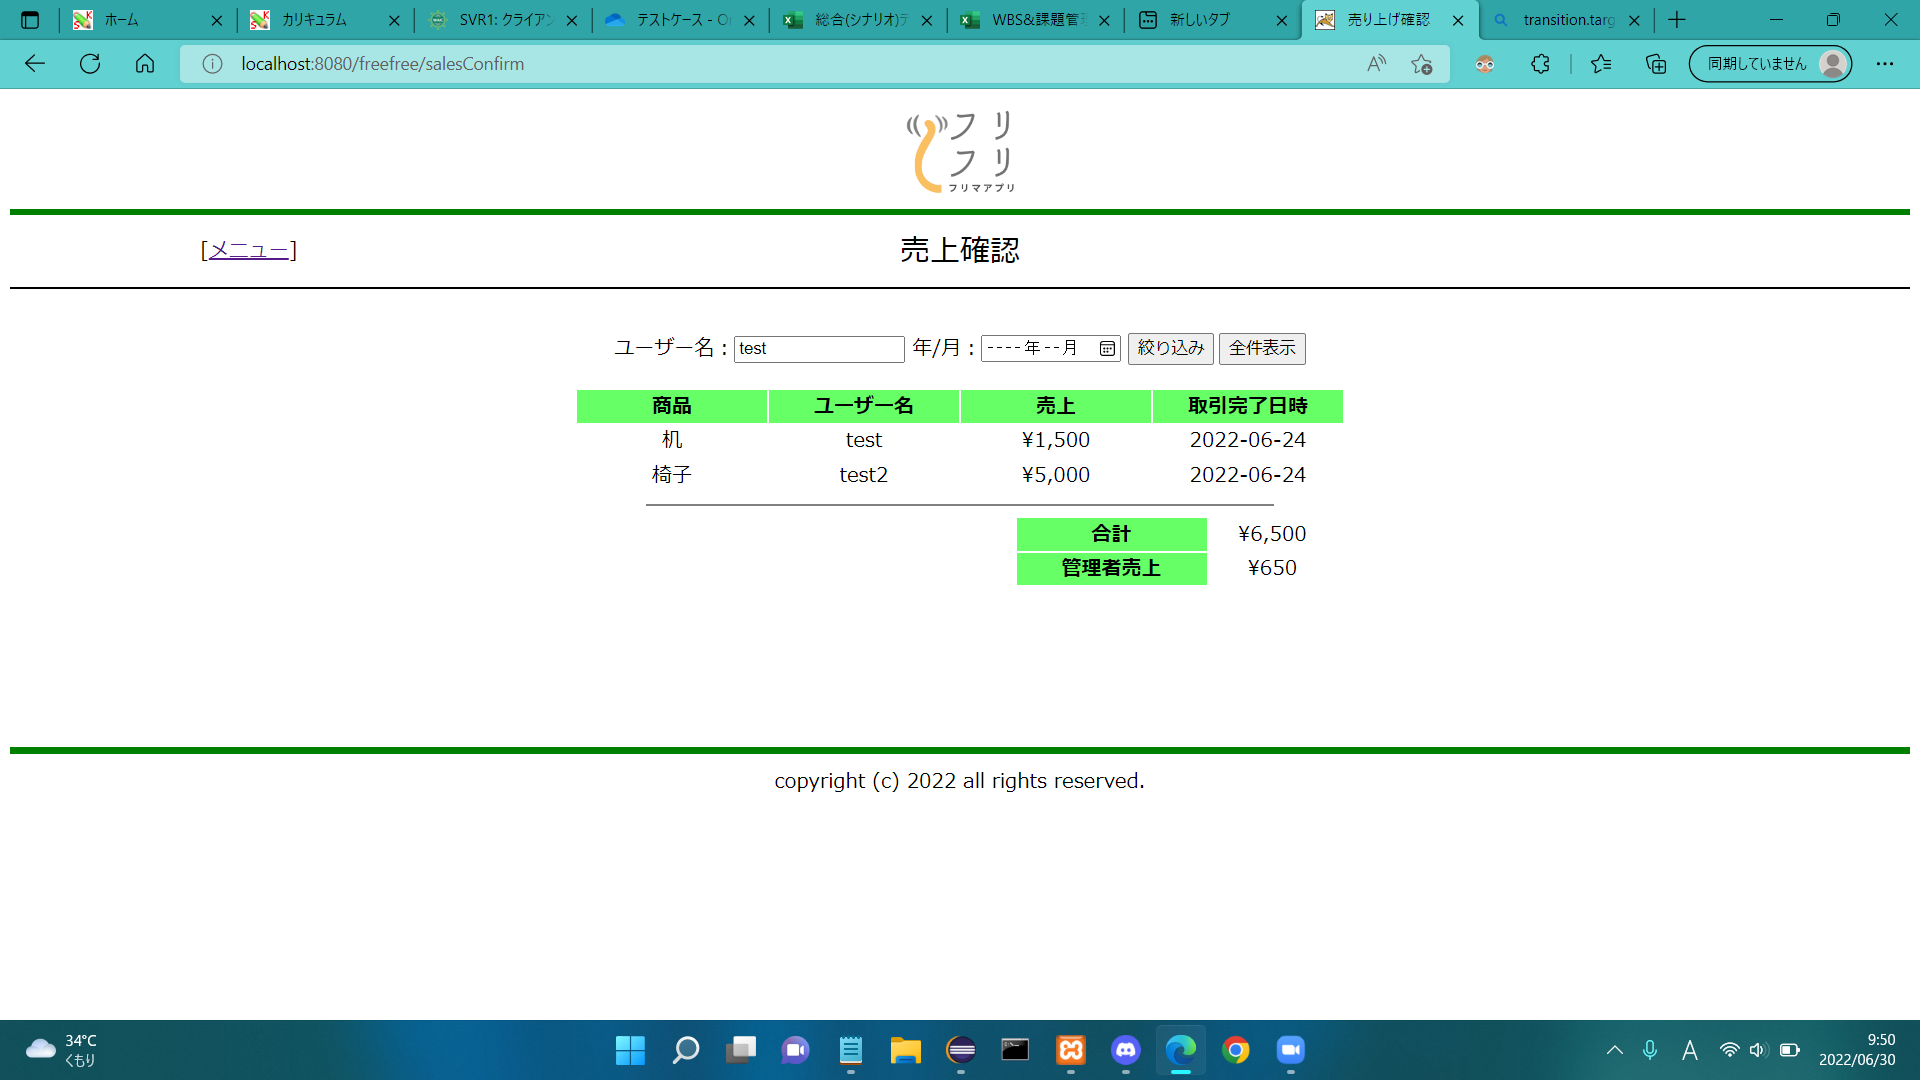 ホーム
カリキュラム
SVR1: クライアン
テストケース - O
総合(シナリオ)テ
WBS&課題管理
新しいタブ
売り上げ確認
transition.targ
localhost:8080/freefree/salesConfirm
同期していません
フリ
フリ
フリマアプリ
[メニュー]
売上確認
ユーザー名： test 年/月： ----年--月 絞り込み 全件表示
商品 ユーザー名 売上 取引完了日時
机 test ¥1,500 2022-06-24
椅子 test2 ¥5,000 2022-06-24
合計 ¥6,500
管理者売上 ¥650
copyright (c) 2022 all rights reserved.
34°C
くもり
A
9:50
2022/06/30